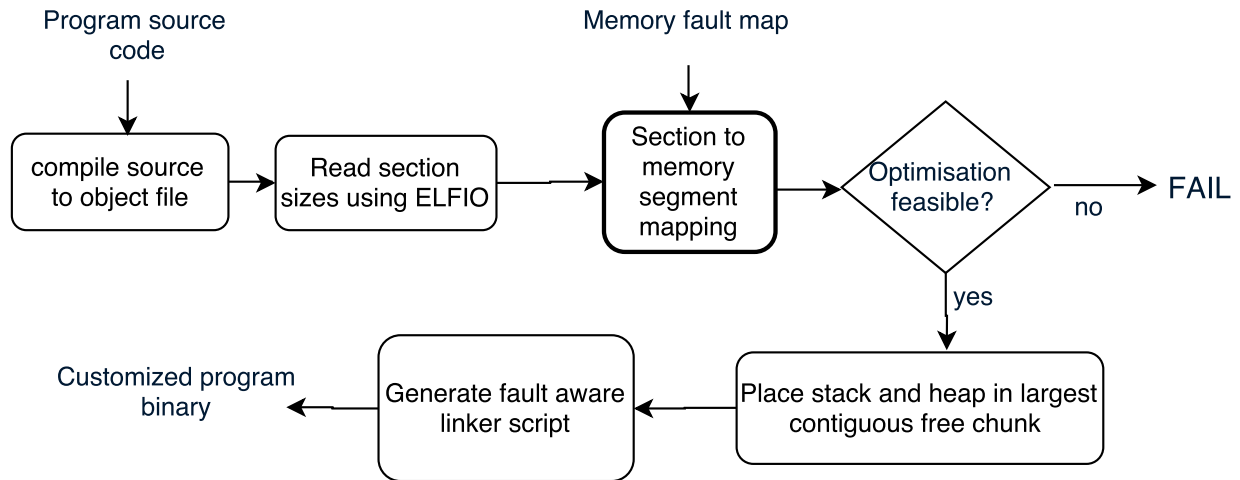 Program source
code
Memory fault map
compile source
to object file
Read section
sizes using ELFIO
Section to
memory
segment
mapping
Optimisation
feasible?
no
FAIL
yes
Place stack and heap in largest
contiguous free chunk
Generate fault aware
linker script
Customized program
binary